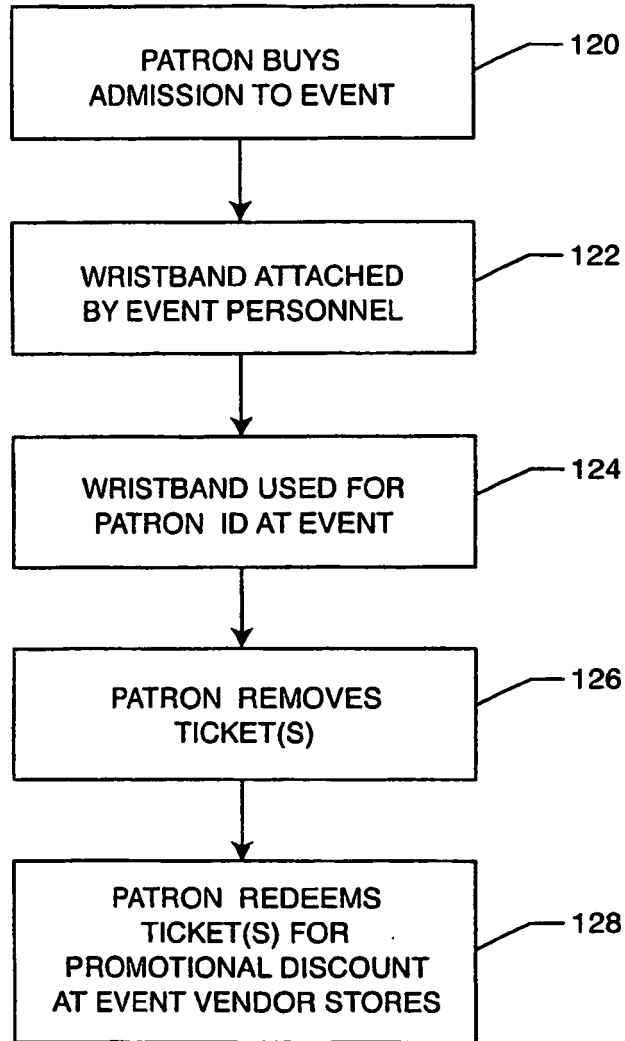 PATRON BUYS
ADMISSION TO EVENT
120
WRISTBAND ATTACHED
BY EVENT PERSONNEL
122
WRISTBAND USED FOR
PATRON ID AT EVENT
124
PATRON REMOVES
TICKET(S)
126
PATRON REDEEMS
TICKET(S) FOR
PROMOTIONAL DISCOUNT
AT EVENT VENDOR STORES
128